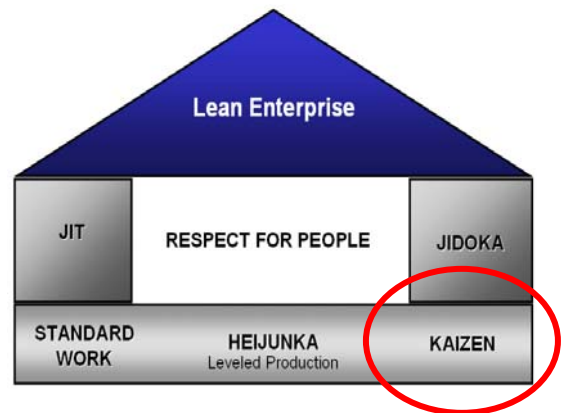 Lean Enterprise
JIT
RESPECT FOR PEOPLE
JIDOKA
STANDARD
WORK
HEIJUNKA
Leveled Production
KAIZEN